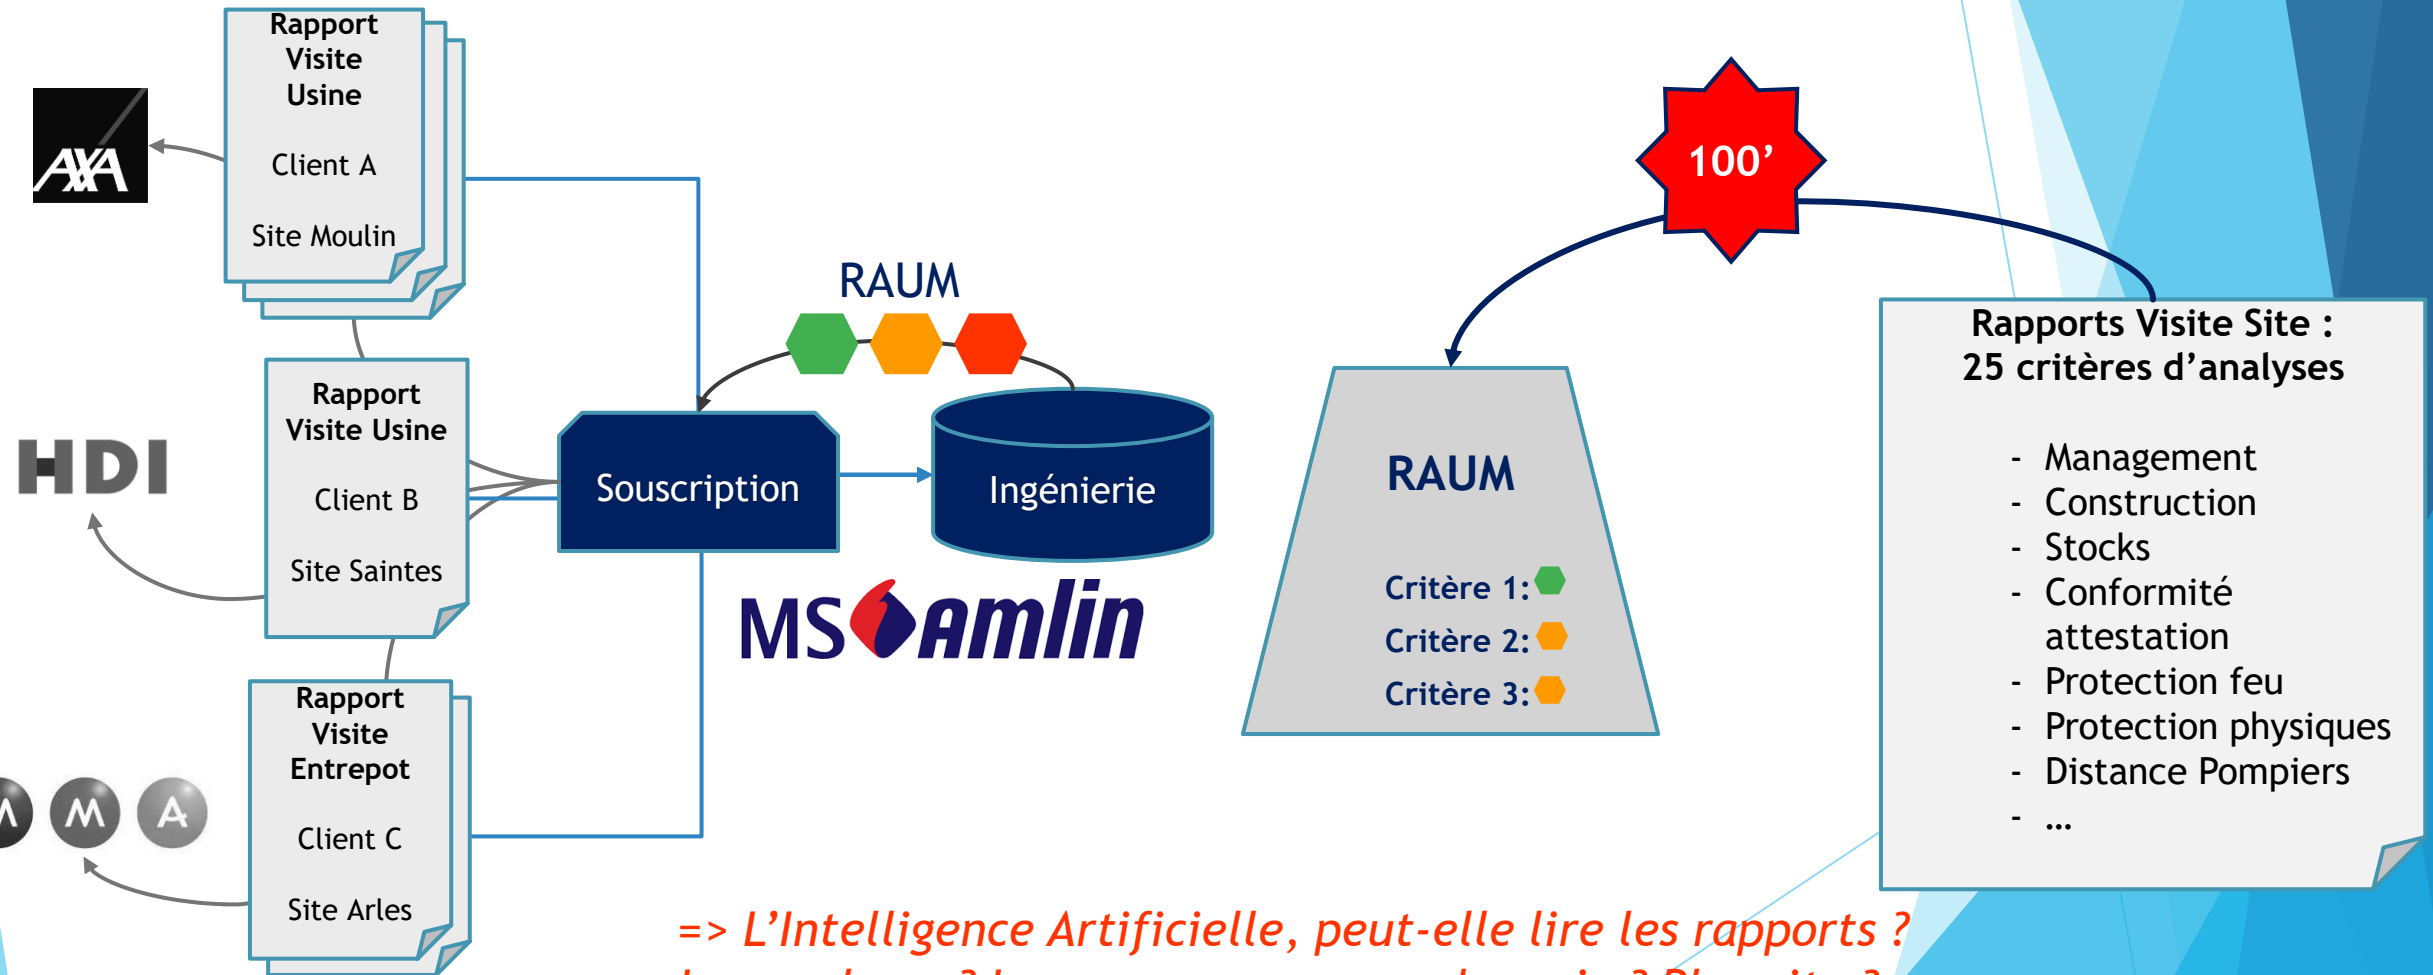 Rapport
Visite
Usine
Client A
Site Moulin
AXA
Rapport
Visite Usine
Client B
Site Saintes
HDI
Rapport
Visite
Entrepot
Client C
Site Arles
M A
RAUM
Souscription
Ingénierie
MS amlin
100’
RAUM
Critère 1:
Critère 2:
Critère 3:
Rapports Visite Site :
25 critères d’analyses
- Management
- Construction
- Stocks
- Conformité
attestation
- Protection feu
- Protection physiques
- Distance Pompiers
- …
=> L’Intelligence Artificielle, peut-elle lire les rapports ?